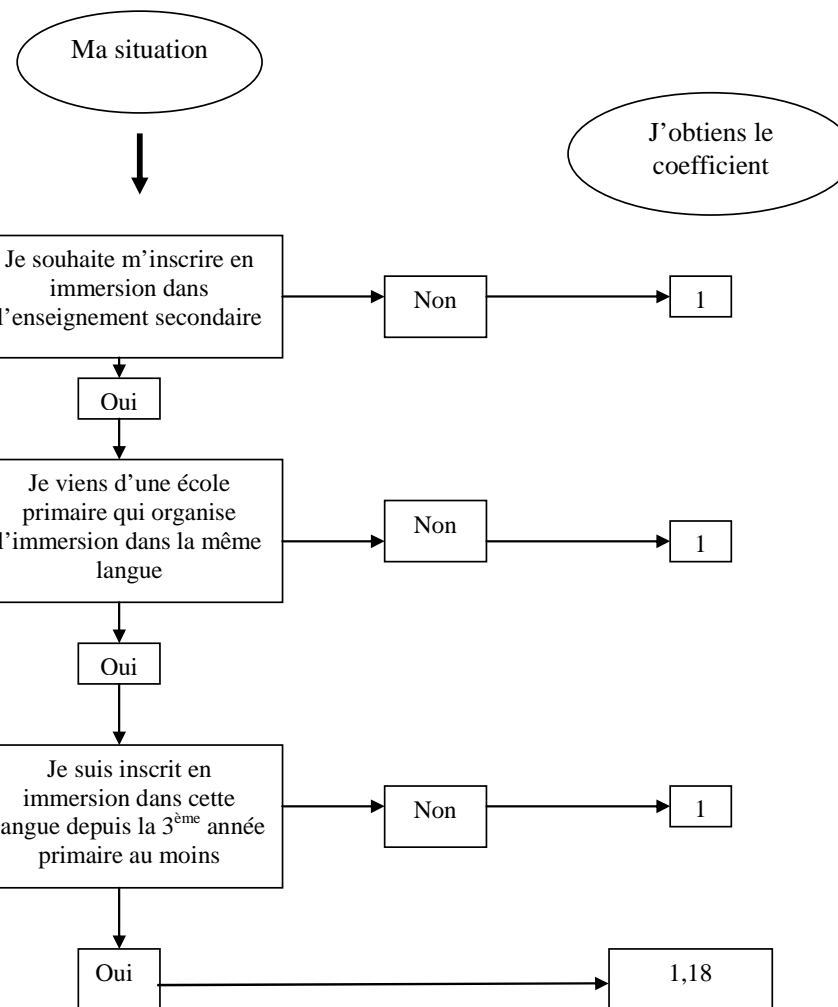 Ma situation
J’obtiens le
coefficient
Je souhaite m’inscrire en
immersion dans
l’enseignement secondaire
Non
1
Oui
Je viens d’une école
primaire qui organise
l’immersion dans la même
langue
Non
1
Oui
Je suis inscrit en
immersion dans cette
langue depuis la 3ème année
primaire au moins
Non
1
Oui
1,18